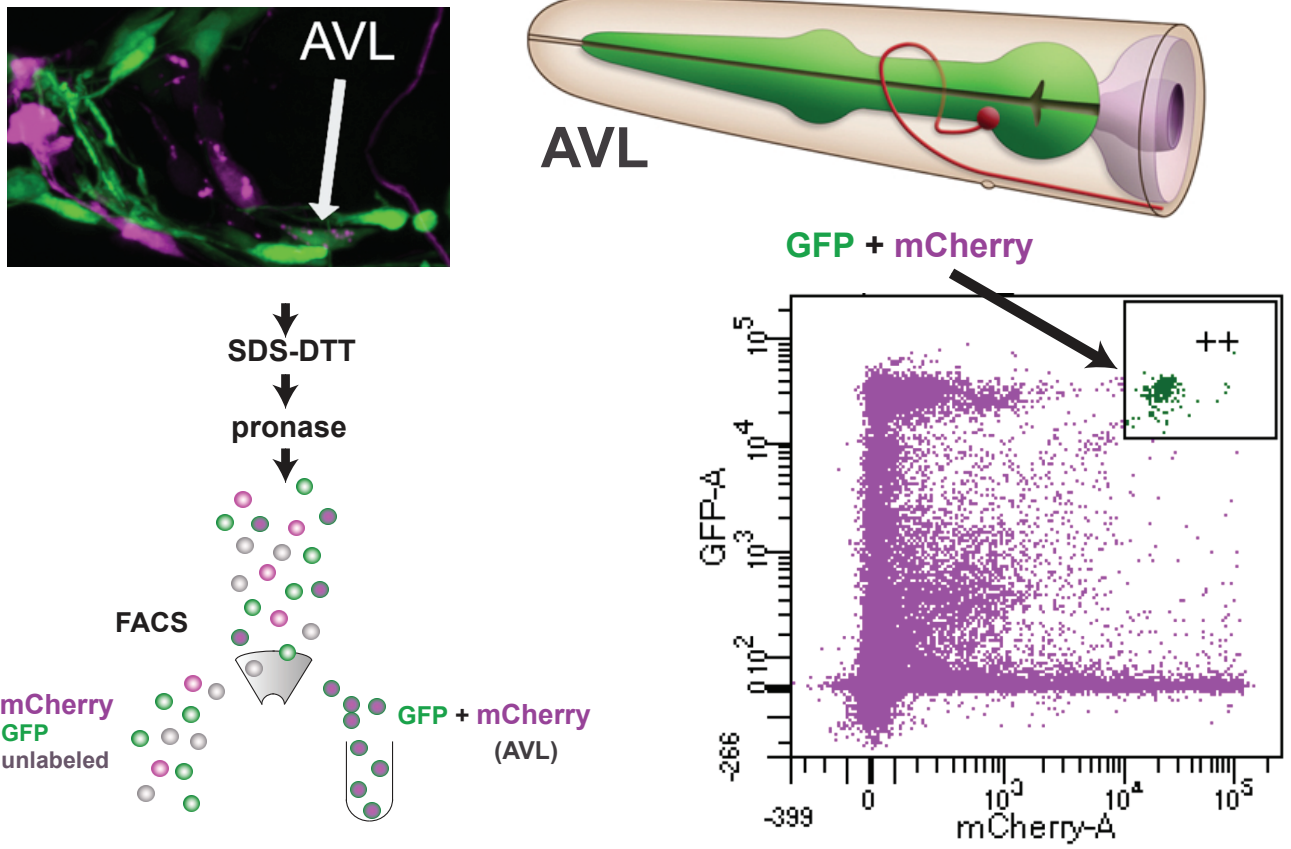 AVL
AVL
GFP + mCherry
SDS-DTT
pronase
FACS
mCherry
GFP
unlabeled
GFP + mCherry
(AVL)
++
GFP-A
10^5
10^4
10^3
10^2
0
-266
-399
0
10^3
10^4
10^5
mCherry-A